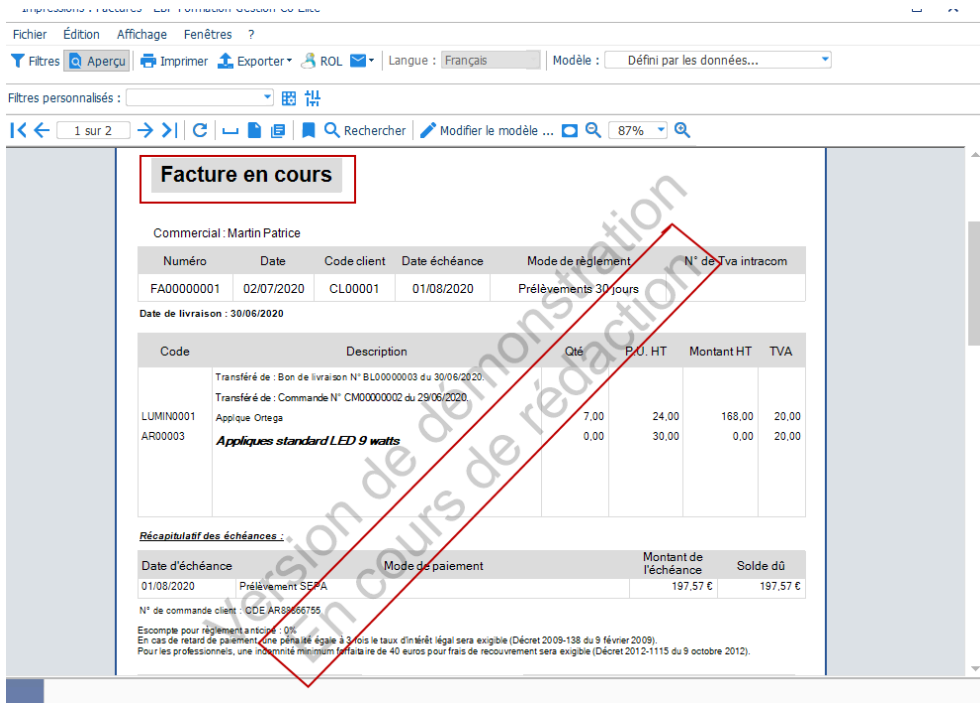 Impressions : Factures - EBP Formation Gestion Co Elite
Fichier Édition Affichage Fenêtres ?
Filtres Aperçu Imprimer Exporter ROL Langue : Français Modèle : Défini par les données...
Filtres personnalisés :
1 sur 2 Rechercher Modifier le modèle ... 87%
Facture en cours
Commercial : Martin Patrice
Numéro Date Code client Date échéance Mode de règlement N° de Tva intracom
FA00000001 02/07/2020 CL00001 01/08/2020 Prélèvements 30 jours
Date de livraison : 30/06/2020
Code Description Qté P.U. HT Montant HT TVA
Transféré de : Bon de livraison N° BL00000003 du 30/06/2020.
Transféré de : Commande N° CM00000002 du 29/06/2020.
LUMIN0001 Applique Ortega 7,00 24,00 168,00 20,00
AR00003 Appliques standard LED 9 watts 0,00 30,00 0,00 20,00
Récapitulatif des échéances :
Date d'échéance Mode de paiement Montant de l'échéance Solde dû
01/08/2020 Prélèvement SEPA 197,57 € 197,57 €
N° de commande client : CDE AR88666755
Escompte pour réglement anticipé : 0%
En cas de retard de paiement, une pénalité égale à 3 fois le taux d'intérêt légal sera exigible (Décret 2009-138 du 9 février 2009).
Pour les professionnels, une indemnité minimum forfaitaire de 40 euros pour frais de recouvrement sera exigible (Décret 2012-1115 du 9 octobre 2012).
Version de démonstration
En cours de rédaction